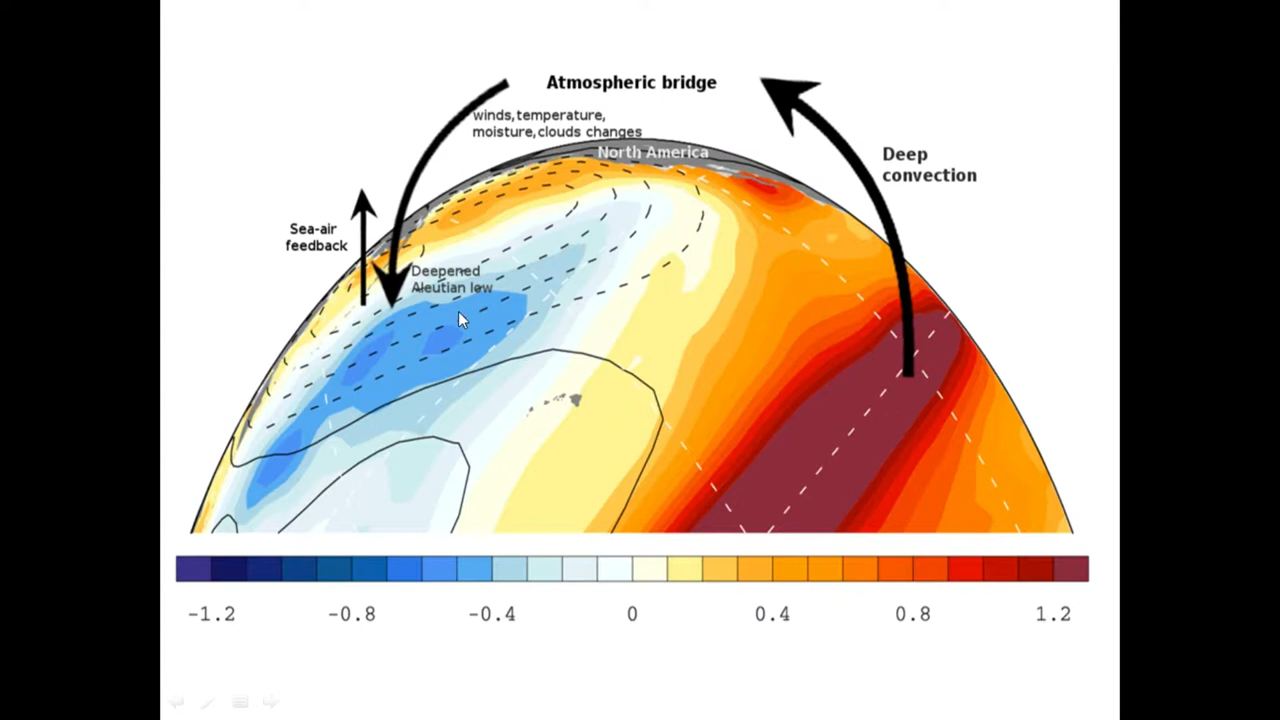 Atmospheric bridge
winds,temperature,
moisture,clouds changes
North America
Deep
convection
Sea-air
feedback
Deepened
Aleutian low
-1.2 -0.8 -0.4 0 0.4 0.8 1.2